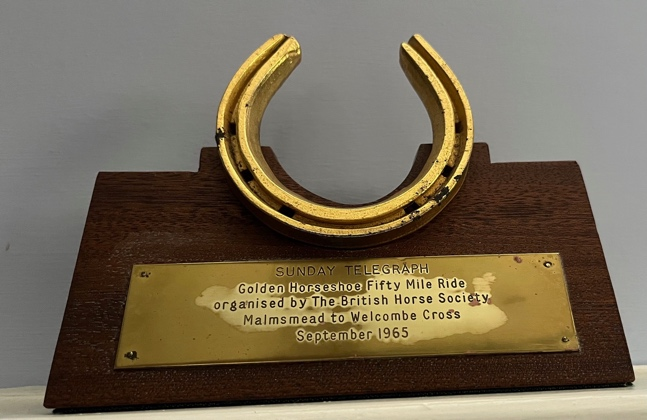 SUNDAY TELEGRAPH
Golden Horseshoe Fifty Mile Ride
organised by The British Horse Society
Malmsmead to Welcombe Cross
September 1965